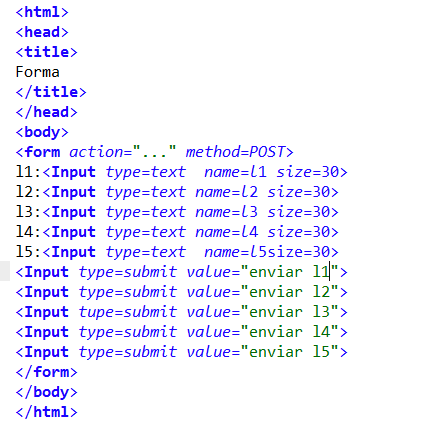 <html>
<head>
<title>
Forma
</title>
</head>
<body>
<form action="..." method=POST>
l1:<Input type=text  name=l1 size=30>
l2:<Input type=text name=l2 size=30>
l3:<Input type=text name=l3 size=30>
l4:<Input type=text name=l4 size=30>
l5:<Input type=text  name=l5size=30>
<Input type=submit value="enviar l1">
<Input type=submit value="enviar l2">
<Input tupe=submit value="enviar l3">
<Input type=submit value="enviar l4">
<Input type=submit value="enviar l5">
</form>
</body>
</html>